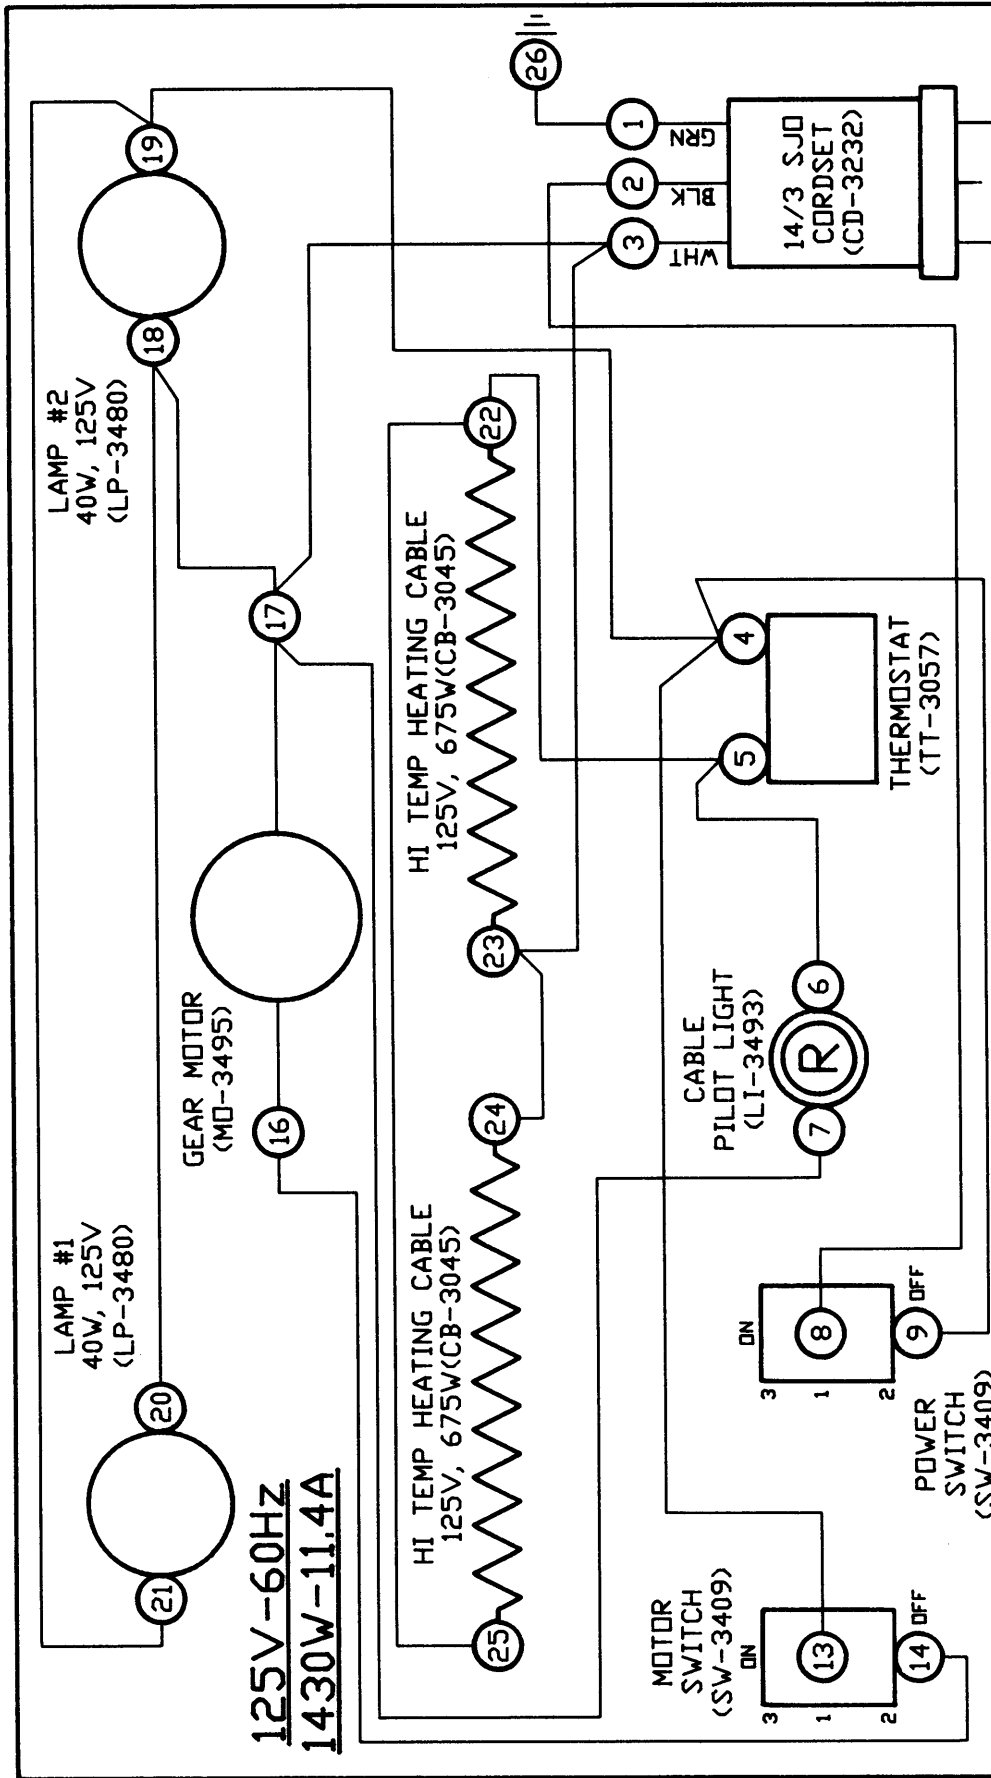 LAMP #1
40W, 125V
(LP-3480)
LAMP #2
40W, 125V
(LP-3480)
21
20
18
19
125V-60Hz
1430W-11.4A
GEAR MOTOR
(MO-3495)
16
17
26
HI TEMP HEATING CABLE
125V, 675W(CB-3045)
HI TEMP HEATING CABLE
125V, 675W(CB-3045)
25
24
23
22
1
2
3
GRN
BLK
WHT
14/3 SJO
CORDSET
(CD-3232)
MOTOR
SWITCH
(SW-3409)
ON
3
1
2
13
14
OFF
POWER
SWITCH
(SW-3409)
ON
3
1
2
8
9
OFF
CABLE
PILOT LIGHT
(LI-3493)
7
R
6
5
4
THERMOSTAT
(TT-3057)